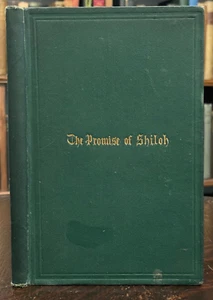 The Promise of Shiloh